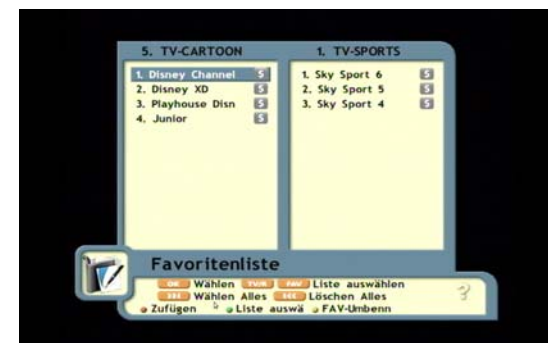 5. TV-CARTOON
1. Disney Channel S
2. Disney XD S
3. Playhouse Disn S
4. Junior S
1. TV-SPORTS
1. Sky Sport 6 S
2. Sky Sport 5 S
3. Sky Sport 4 S
Favoritenliste
OK Wählen TV/R FAV Liste auswählen
Wählen Alles Löschen Alles
Zufügen Liste auswä FAV-Umbenn
?